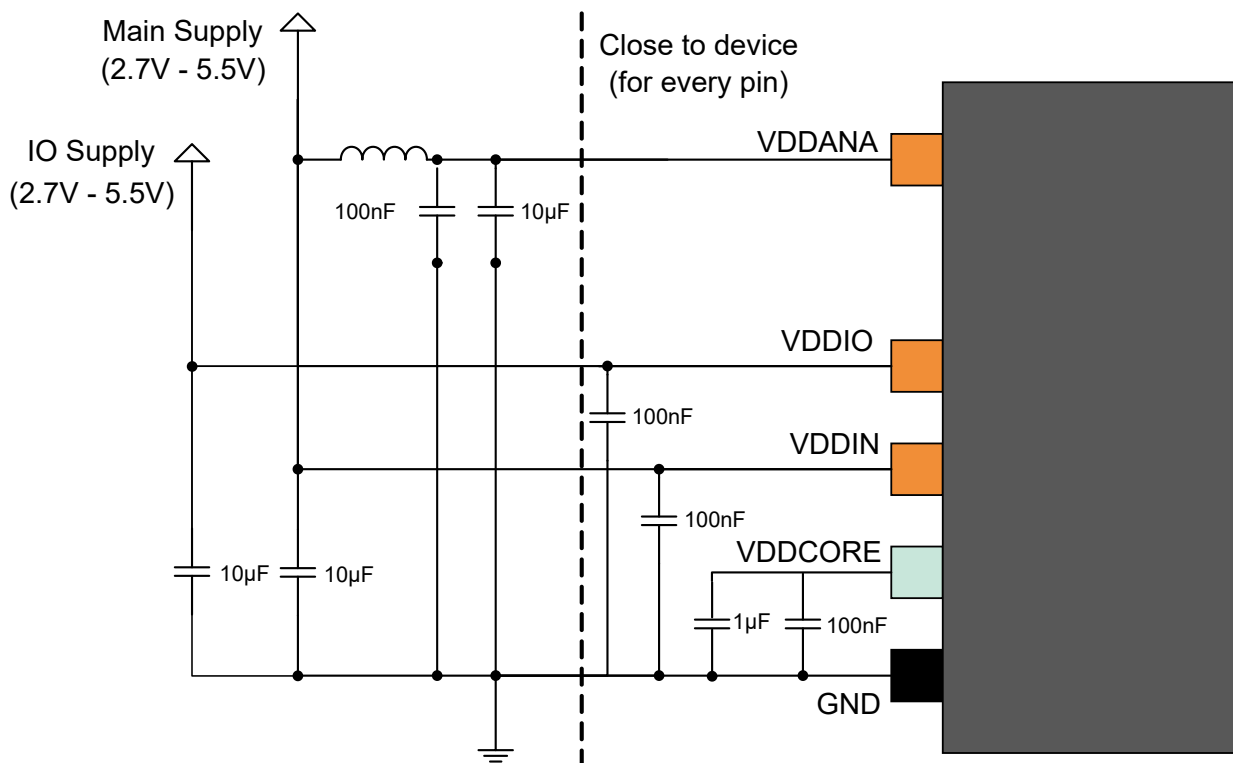 Main Supply
(2.7V - 5.5V)
Close to device
(for every pin)
VDDANA
IO Supply
(2.7V - 5.5V)
100nF
10µF
VDDIO
100nF
VDDIN
100nF
VDDCORE
10µF
10µF
1µF
100nF
GND